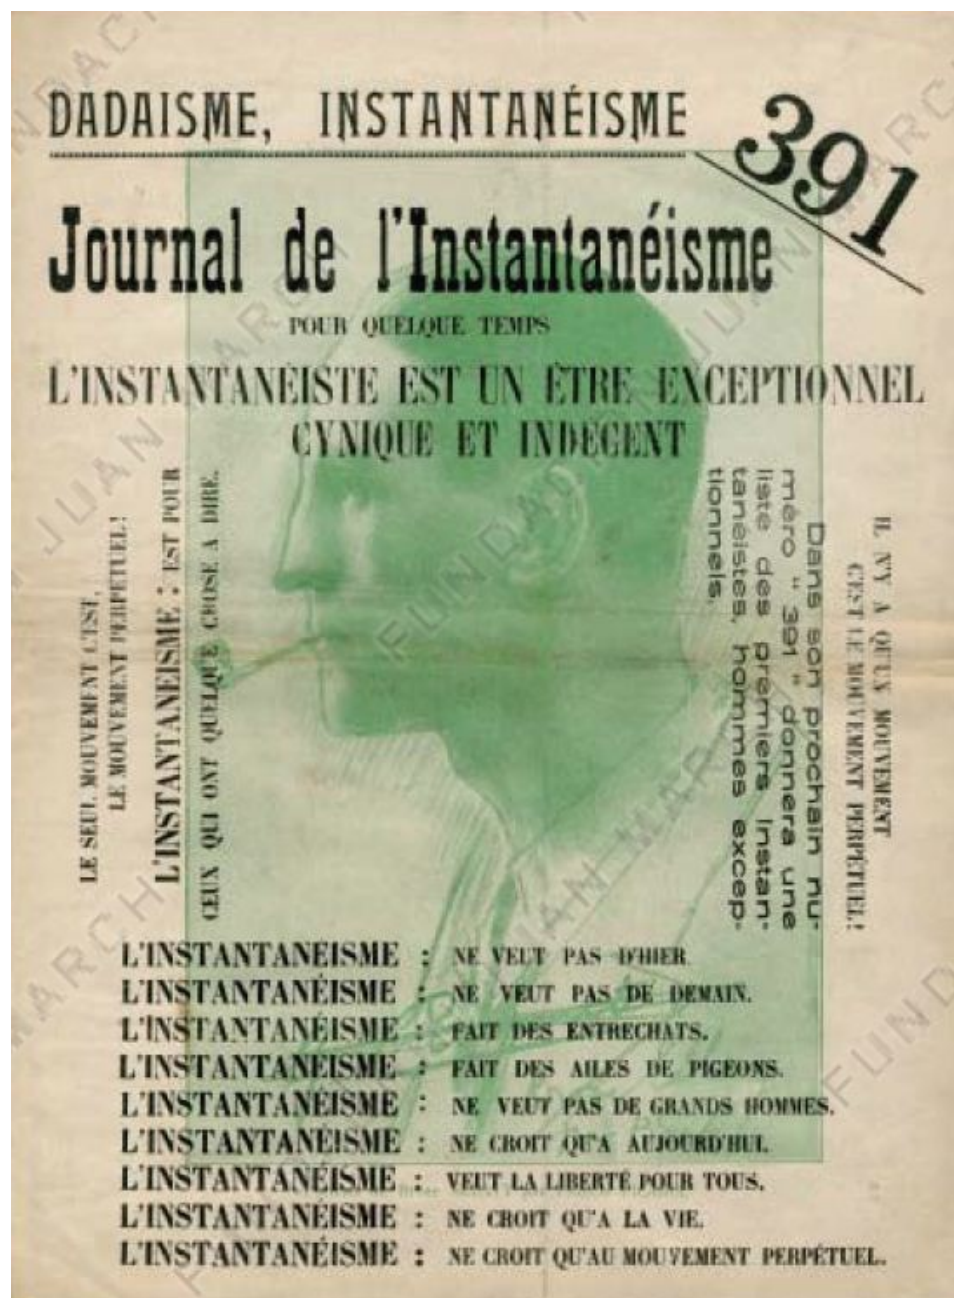 DADAISME, INSTANTANÉISME
391
Journal de l'Instantanéisme
POUR QUELQUE TEMPS
L'INSTANTANÉISTE EST UN ÊTRE EXCEPTIONNEL
CYNIQUE ET INDÉCENT
LE SEUL MOUVEMENT C'EST,
LE MOUVEMENT PERPÉTUEL!
L'INSTANTANEISME : EST POUR
CEUX QUI ONT QUELQUE CHOSE A DIRE.
Dans son prochain nu-
méro " 391 " donnera une
liste des premiers Instan-
tanéistes, hommes excep-
tionnels.
IL N'Y A QU'UN MOUVEMENT
C'EST LE MOUVEMENT PERPÉTUEL!
L'INSTANTANEISME : NE VEUT PAS D'HIER.
L'INSTANTANÉISME : NE VEUT PAS DE DEMAIN.
L'INSTANTANÉISME : FAIT DES ENTRECHATS.
L'INSTANTANÉISME : FAIT DES AILES DE PIGEONS.
L'INSTANTANÉISME : NE VEUT PAS DE GRANDS HOMMES.
L'INSTANTANÉISME : NE CROIT QU'A AUJOURD'HUI.
L'INSTANTANÉISME : VEUT LA LIBERTÉ POUR TOUS.
L'INSTANTANÉISME : NE CROIT QU'A LA VIE.
L'INSTANTANÉISME : NE CROIT QU'AU MOUVEMENT PERPÉTUEL.
FUNDACIÓN JUAN MARCH